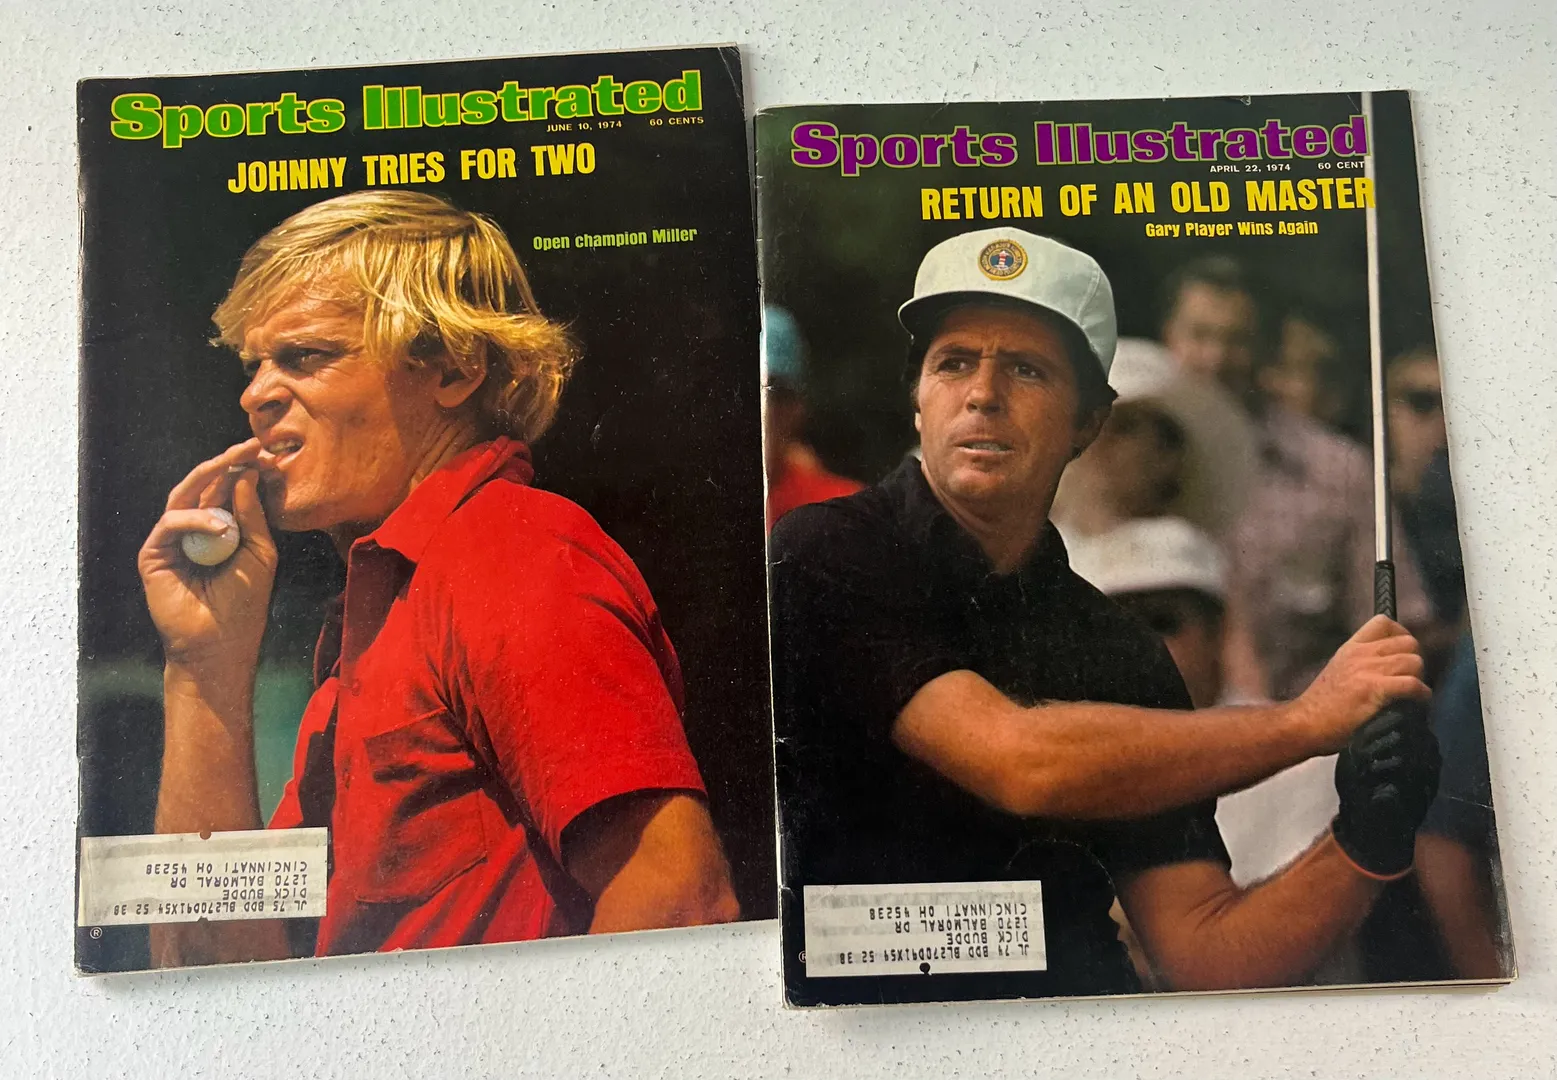 Sports Illustrated
JUNE 10, 1974 60 CENTS
JOHNNY TRIES FOR TWO
Open champion Miller
JL 75 BDD BL270D91X54 52 38
DICK BUDDE
1270 BALMORAL DR
CINCINNATI OH 45238
®
Sports Illustrated
APRIL 22, 1974 60 CENT
RETURN OF AN OLD MASTER
Gary Player Wins Again
JL 74 BDD BL270D91X54 52 38
DICK BUDDE
1270 BALMORAL DR
CINCINNATI OH 45238
®